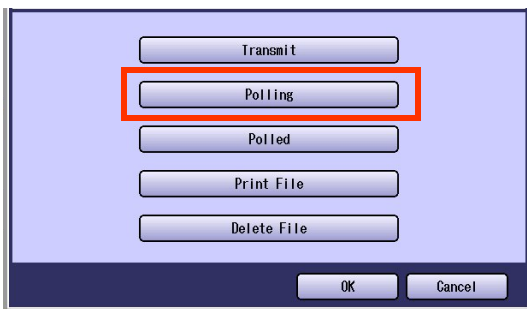 Transmit
Polling
Polled
Print File
Delete File
OK Cancel